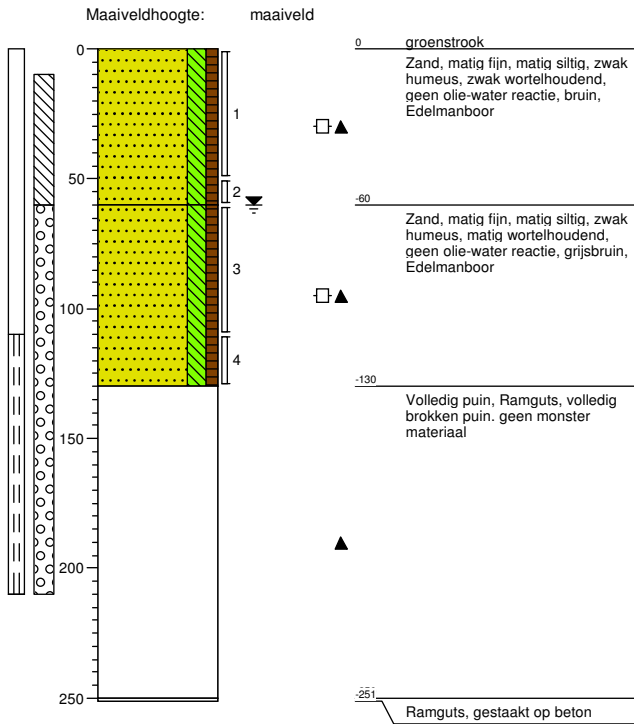 Maaiveldhoogte: maaiveld
0
50
100
150
200
250
1
2
3
4
0 groenstrook
Zand, matig fijn, matig siltig, zwak
humeus, zwak wortelhoudend,
geen olie-water reactie, bruin,
Edelmanboor
-60
Zand, matig fijn, matig siltig, zwak
humeus, matig wortelhoudend,
geen olie-water reactie, grijsbruin,
Edelmanboor
-130
Volledig puin, Ramguts, volledig
brokken puin. geen monster
materiaal
-251
Ramguts, gestaakt op beton